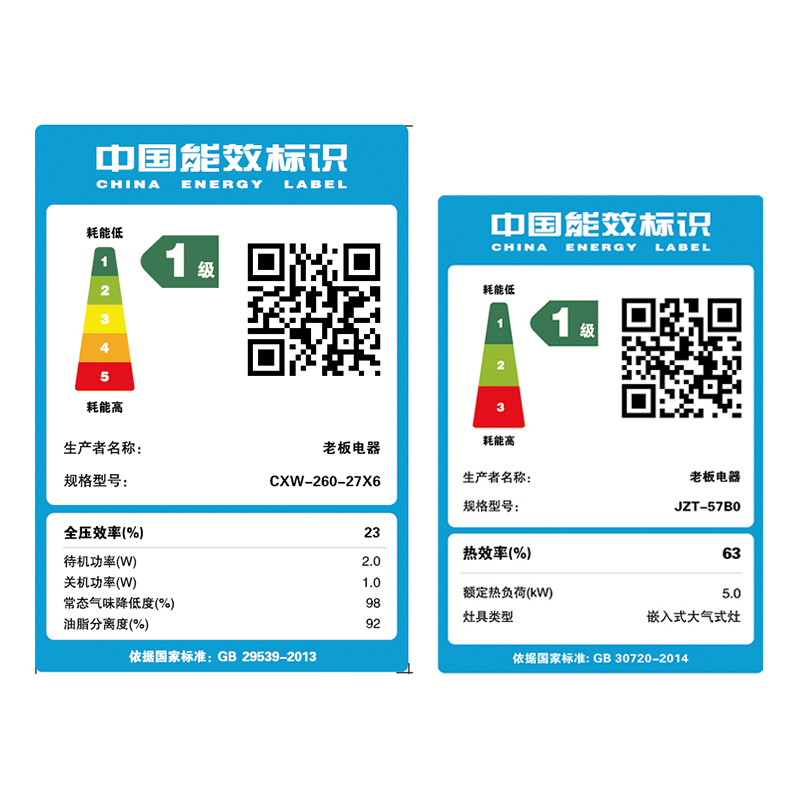 中国能效标识
CHINA ENERGY LABEL
耗能低
1
2
3
4
5
耗能高
1级
生产者名称： 老板电器
规格型号： CXW-260-27X6
全压效率(%) 23
待机功率(W) 2.0
关机功率(W) 1.0
常态气味降低度(%) 98
油脂分离度(%) 92
依据国家标准：GB 29539-2013
中国能效标识
CHINA ENERGY LABEL
耗能低
1
2
3
耗能高
1级
生产者名称： 老板电器
规格型号： JZT-57B0
热效率(%) 63
额定热负荷(kW) 5.0
灶具类型 嵌入式大气式灶
依据国家标准：GB 30720-2014